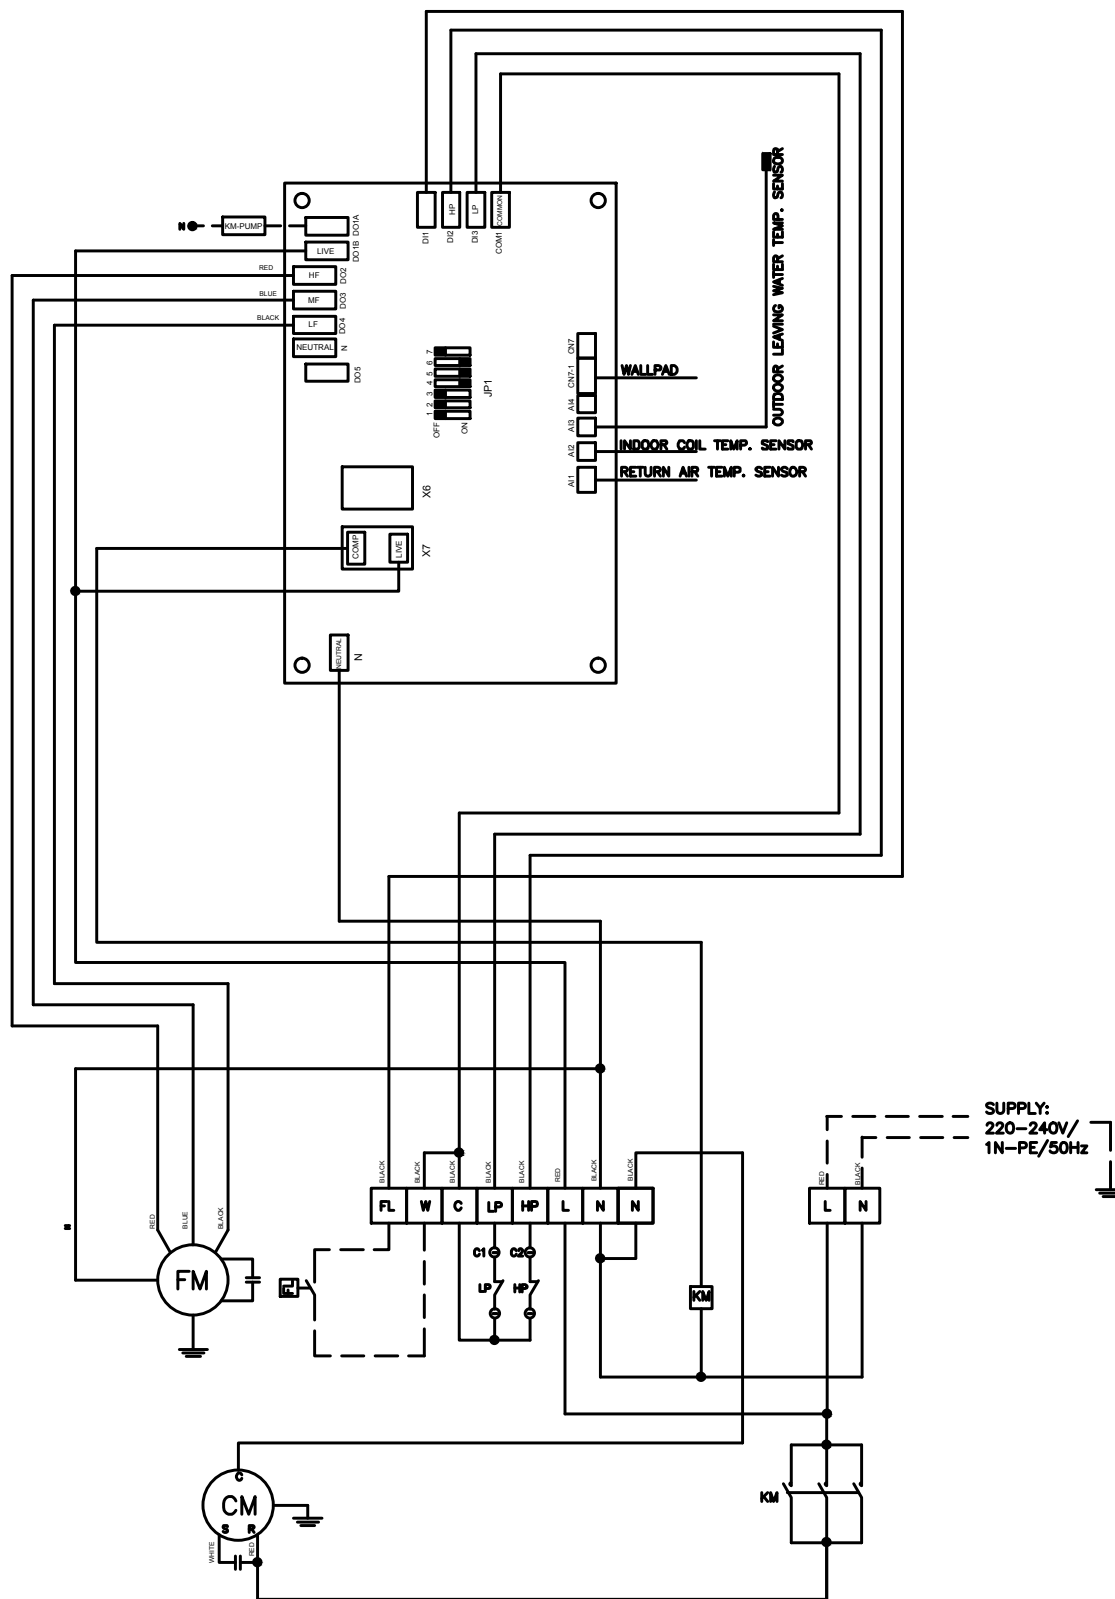 HP
LP
COMMON
DI1
DI2
DI3
COM1
N
KM-PUMP
DO1A
LIVE
DO1B
RED
HF
DO2
BLUE
MF
DO3
BLACK
LF
DO4
NEUTRAL
N
DO5
OUTDOOR LEAVING WATER TEMP. SENSOR
1 2 3 4 5 6 7
OFF
ON
JP1
CN7
CN7-1
WALLPAD
AI4
AI3
AI2
INDOOR COIL TEMP. SENSOR
AI1
RETURN AIR TEMP. SENSOR
X6
COMP
LIVE
X7
NEUTRAL
N
SUPPLY:
220-240V/
1N-PE/50Hz
BLACK
BLACK
BLACK
BLACK
BLACK
RED
BLACK
BLACK
RED
BLACK
FL W C LP HP L N N
L N
N
RED
BLUE
BLACK
FM
C1 C2
LP HP
KM
C
CM
S R
WHITE
RED
KM